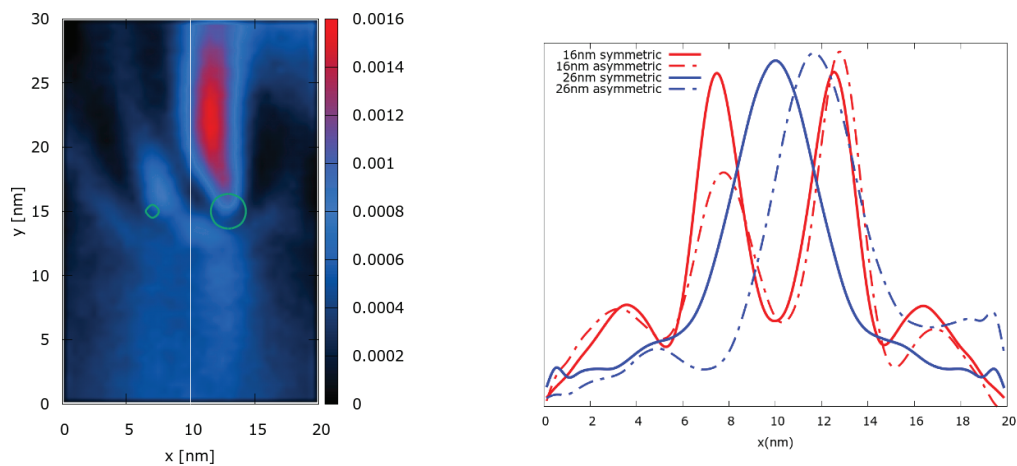 30
25
20
15
10
5
0
y [nm]
0 5 10 15 20
x [nm]
0.0016
0.0014
0.0012
0.001
0.0008
0.0006
0.0004
0.0002
0
16nm symmetric
16nm asymmetric
26nm symmetric
26nm asymmetric
0 2 4 6 8 10 12 14 16 18 20
x(nm)